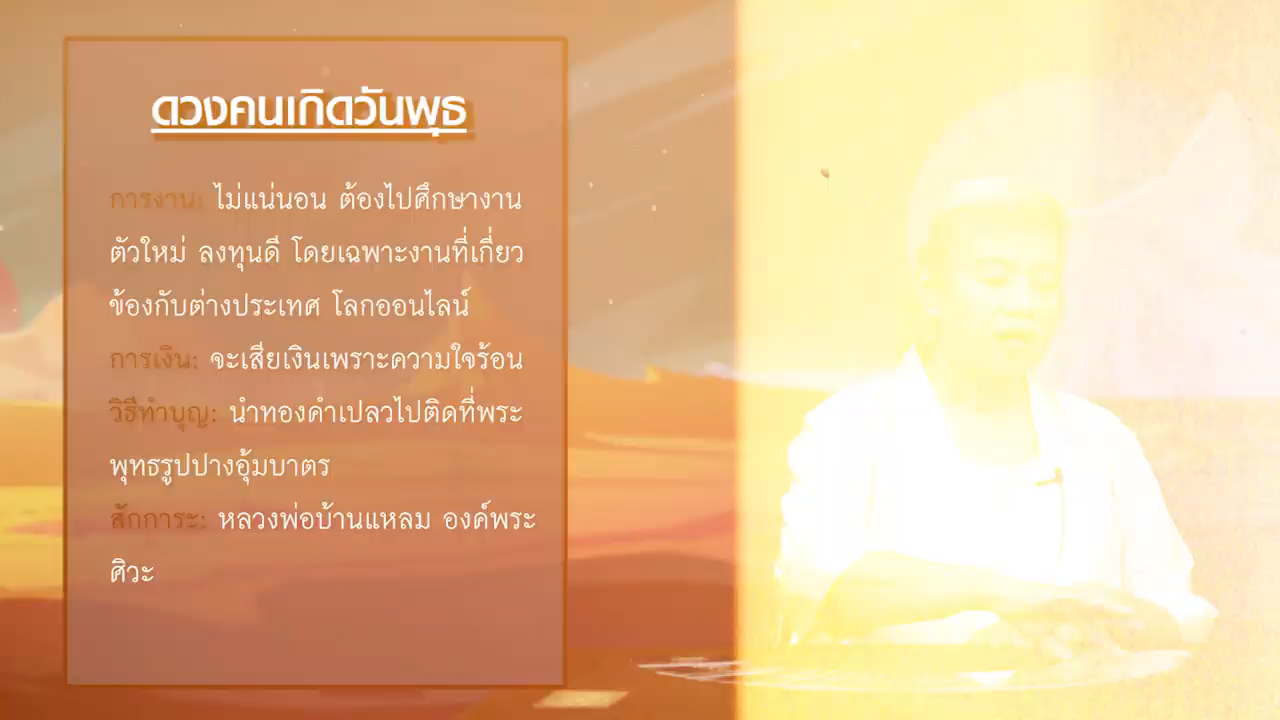 ดวงคนเกิดวันพุธ
การงาน: ไม่แน่นอน ต้องไปศึกษางาน
ตัวใหม่ ลงทุนดี โดยเฉพาะงานที่เกี่ยว
ข้องกับต่างประเทศ โลกออนไลน์
การเงิน: จะเสี่ยเงินเพราะความใจร้อน
วิธีทำบุญ: นำทองคำเปลวไปติดที่พระ
พุทธรูปปางอุ้มบาตร
สักการะ: หลวงพ่อบ้านแหลม องค์พระ
ศิวะ